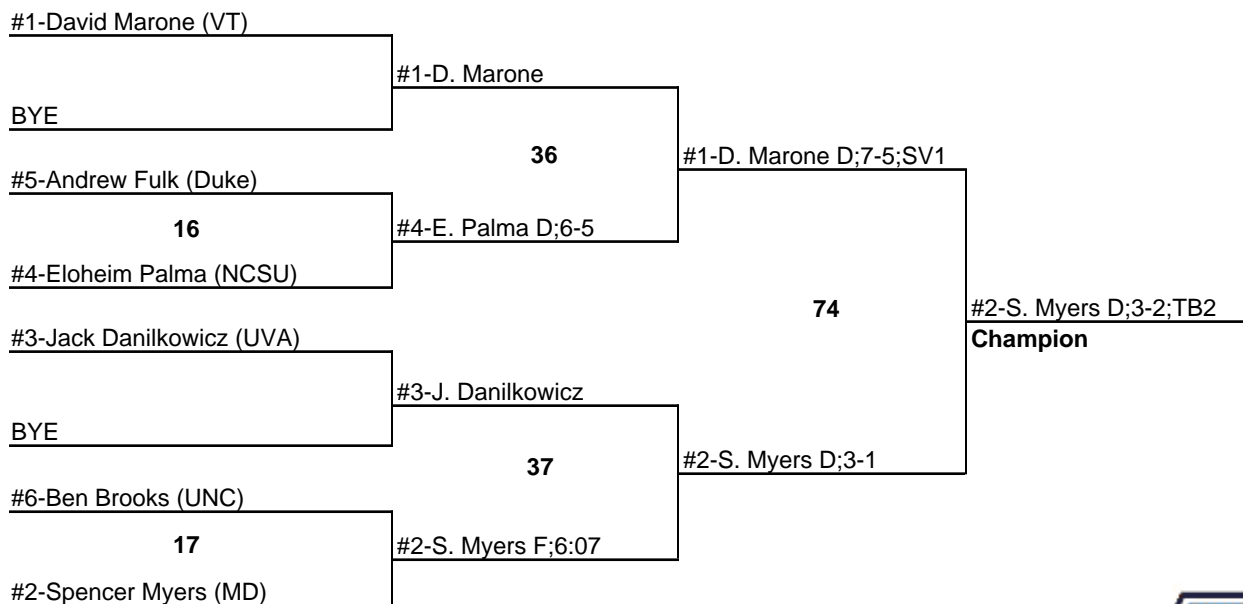 #1-David Marone (VT)
#1-D. Marone
BYE
36
#1-D. Marone D;7-5;SV1
#5-Andrew Fulk (Duke)
16
#4-E. Palma D;6-5
#4-Eloheim Palma (NCSU)
74
#2-S. Myers D;3-2;TB2
Champion
#3-Jack Danilkowicz (UVA)
#3-J. Danilkowicz
BYE
37
#2-S. Myers D;3-1
#6-Ben Brooks (UNC)
17
#2-S. Myers F;6:07
#2-Spencer Myers (MD)